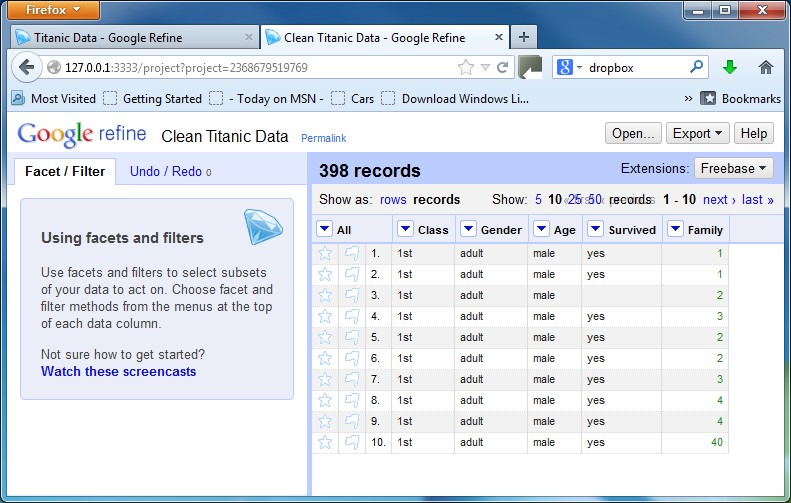 Firefox
Titanic Data - Google Refine
Clean Titanic Data - Google Refine
127.0.0.1:3333/project?project=2368679519769
dropbox
Most Visited Getting Started - Today on MSN - Cars Download Windows Li... » Bookmarks
Google refine Clean Titanic Data Permalink Open... Export Help
Facet / Filter Undo / Redo 0
398 records Extensions: Freebase
Show as: rows records Show: 5 10 25 50 records 1 - 10 next › last »
All Class Gender Age Survived Family
1. 1st adult male yes 1
2. 1st adult male yes 1
3. 1st adult male 2
4. 1st adult male yes 3
5. 1st adult male yes 2
6. 1st adult male yes 2
7. 1st adult male yes 3
8. 1st adult male yes 4
9. 1st adult male yes 4
10. 1st adult male yes 40
Using facets and filters
Use facets and filters to select subsets
of your data to act on. Choose facet and
filter methods from the menus at the top
of each data column.
Not sure how to get started?
Watch these screencasts